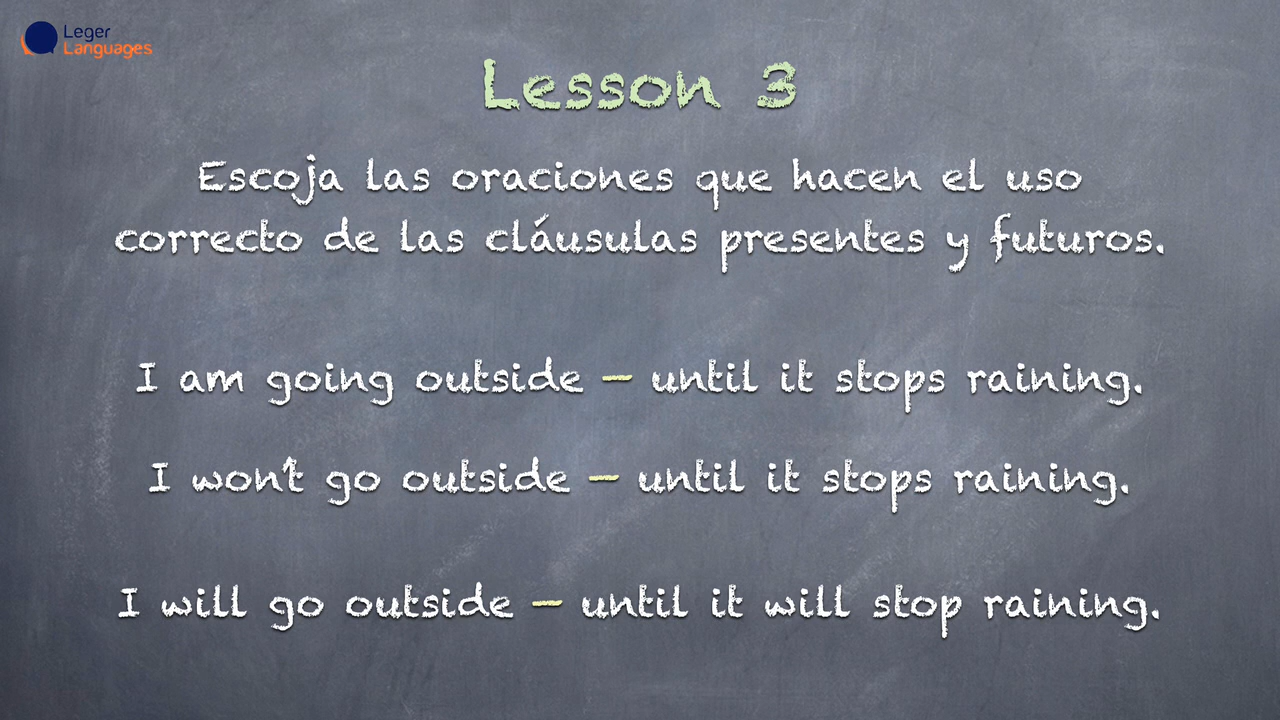 Leger
Languages
Lesson 3
Escoja las oraciones que hacen el uso
correcto de las cláusulas presentes y futuros.
I am going outside – until it stops raining.
I won't go outside – until it stops raining.
I will go outside – until it will stop raining.